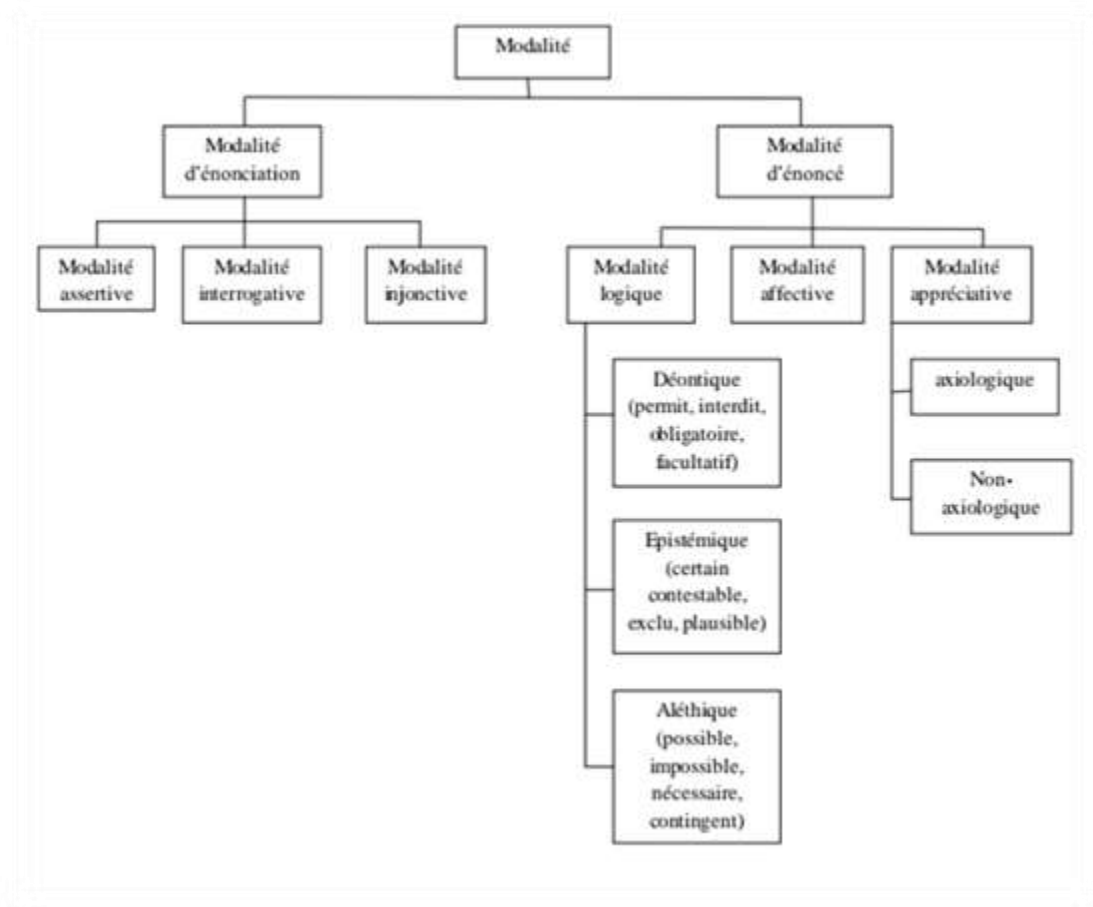 Modalité
Modalité
d'énonciation
Modalité
d'énoncé
Modalité
assertive
Modalité
interrogative
Modalité
injonctive
Modalité
logique
Modalité
affective
Modalité
appréciative
Déontique
(permit, interdit,
obligatoire,
facultatif)
axiologique
Non-
axiologique
Epistémique
(certain
contestable,
exclu, plausible)
Aléthique
(possible,
impossible,
nécessaire,
contingent)